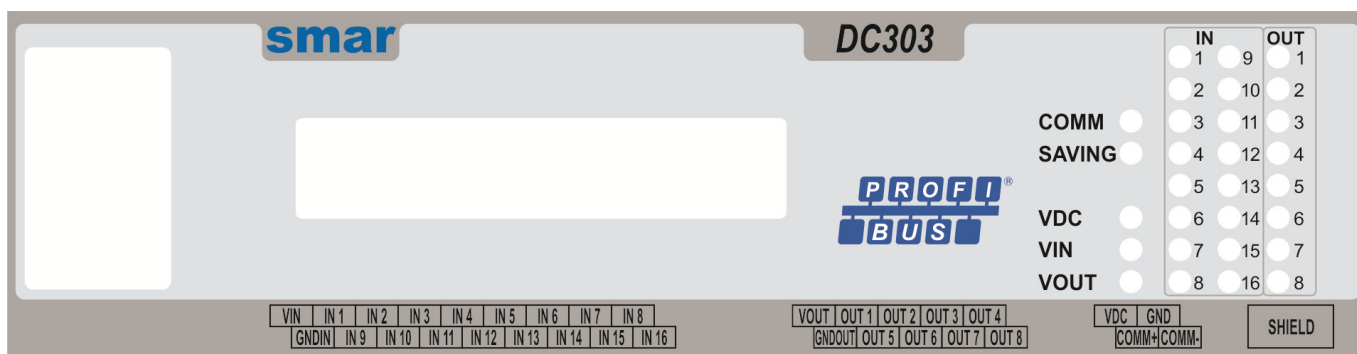 smar
DC303
IN OUT
1 9 1
2 10 2
COMM 3 11 3
SAVING 4 12 4
5 13 5
PROFI®
BUS
VDC 6 14 6
VIN 7 15 7
VOUT 8 16 8
VIN IN 1 IN 2 IN 3 IN 4 IN 5 IN 6 IN 7 IN 8
GNDIN IN 9 IN 10 IN 11 IN 12 IN 13 IN 14 IN 15 IN 16
VOUT OUT 1 OUT 2 OUT 3 OUT 4
GNDOUT OUT 5 OUT 6 OUT 7 OUT 8
VDC GND
COMM+ COMM-
SHIELD